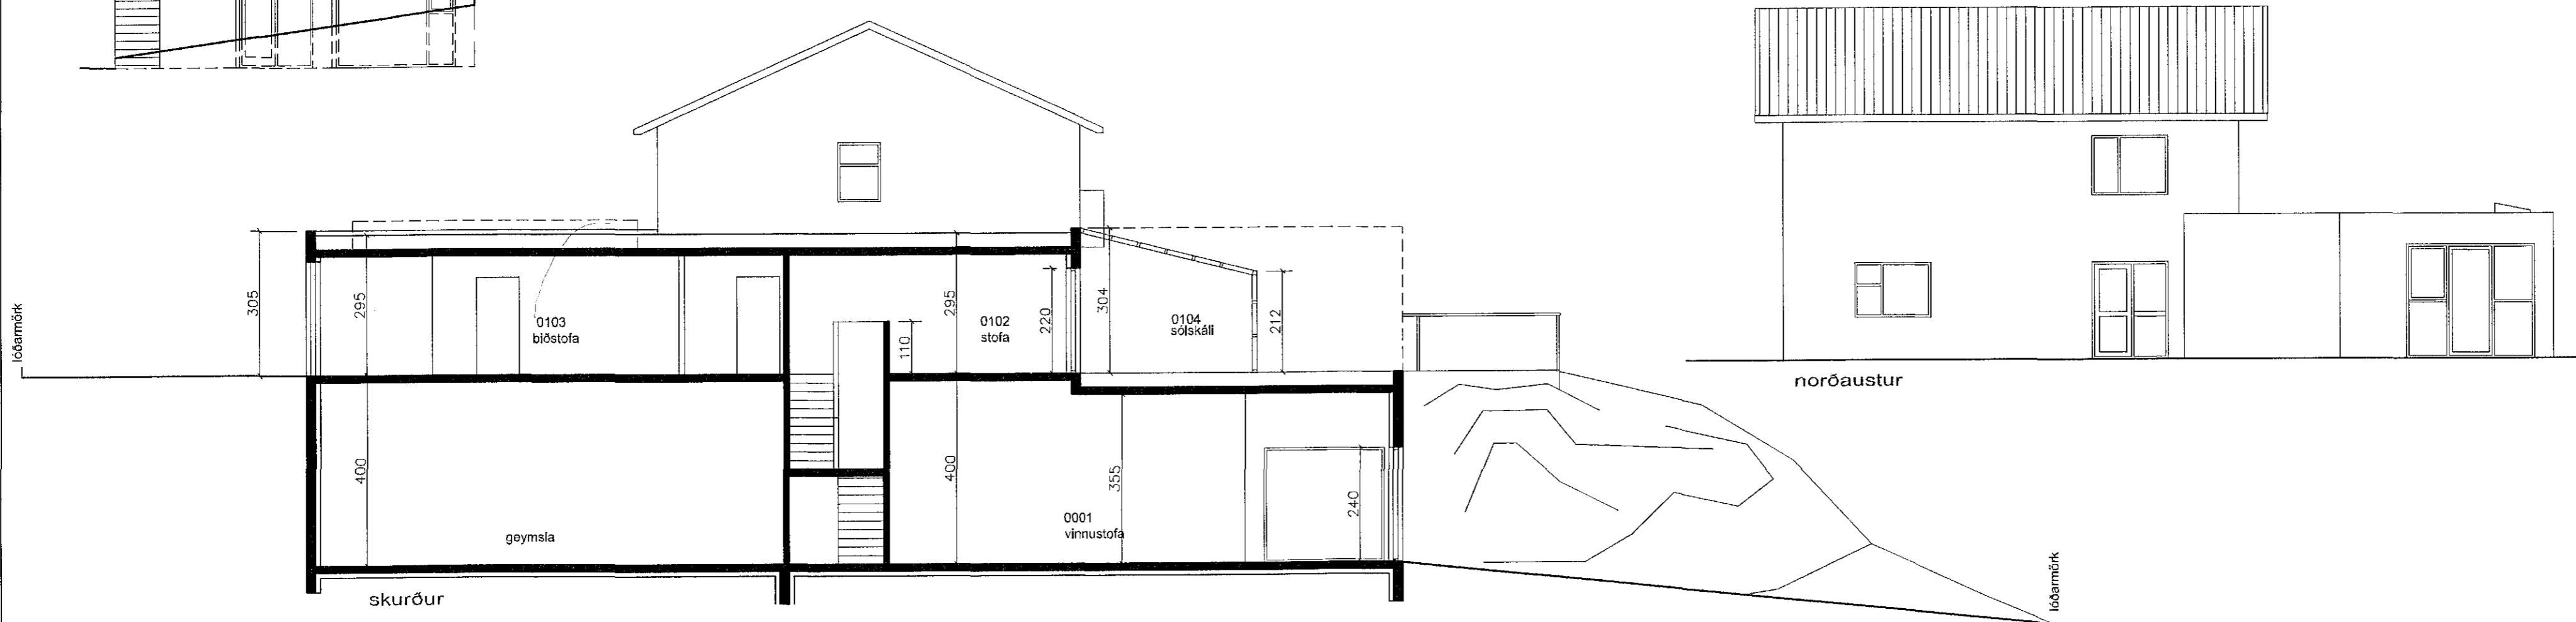 lóðarmörk
305
295
0103
biðstofa
110
295
0102
stofa
220
304
0104
sólskáli
212
400
geymsla
400
355
0001
vinnustofa
240
skurður
norðaustur
lóðarmörk